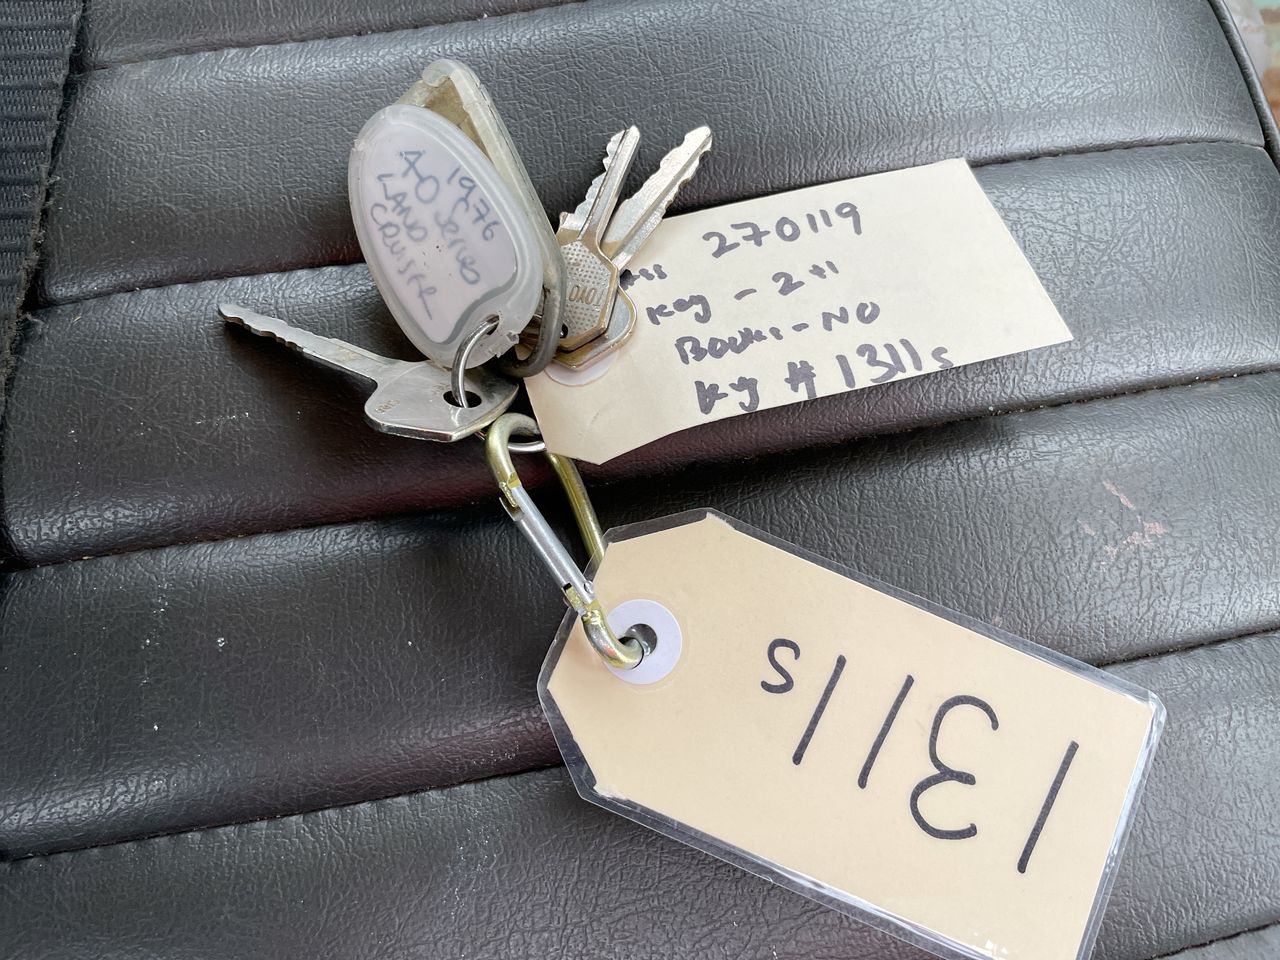 1976
40 Series
LAND
CRUISER
270119
Key - 2+1
Books - NO
Key # 1311s
1311s